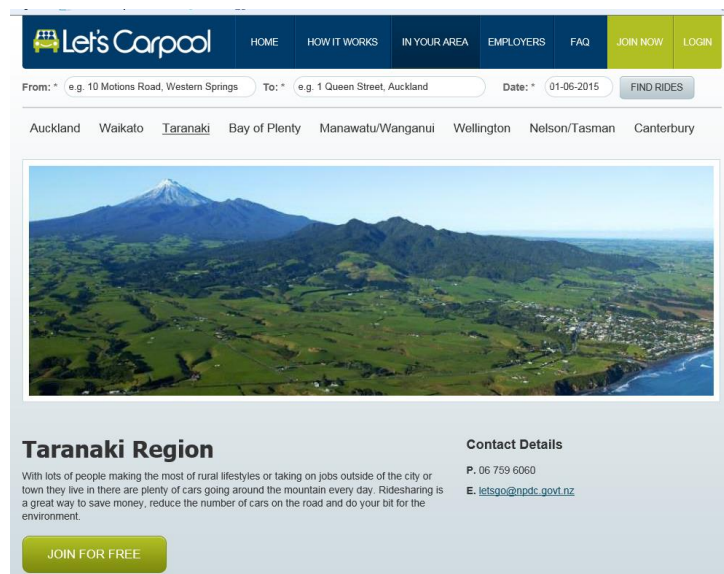 Let's Carpool
HOME HOW IT WORKS IN YOUR AREA EMPLOYERS FAQ JOIN NOW LOGIN
From: * e.g. 10 Motions Road, Western Springs To: * e.g. 1 Queen Street, Auckland Date: * 01-06-2015 FIND RIDES
Auckland Waikato Taranaki Bay of Plenty Manawatu/Wanganui Wellington Nelson/Tasman Canterbury
Taranaki Region
With lots of people making the most of rural lifestyles or taking on jobs outside of the city or
town they live in there are plenty of cars going around the mountain every day. Ridesharing is
a great way to save money, reduce the number of cars on the road and do your bit for the
environment.
JOIN FOR FREE
Contact Details
P. 06 759 6060
E. letsgo@npdc.govt.nz